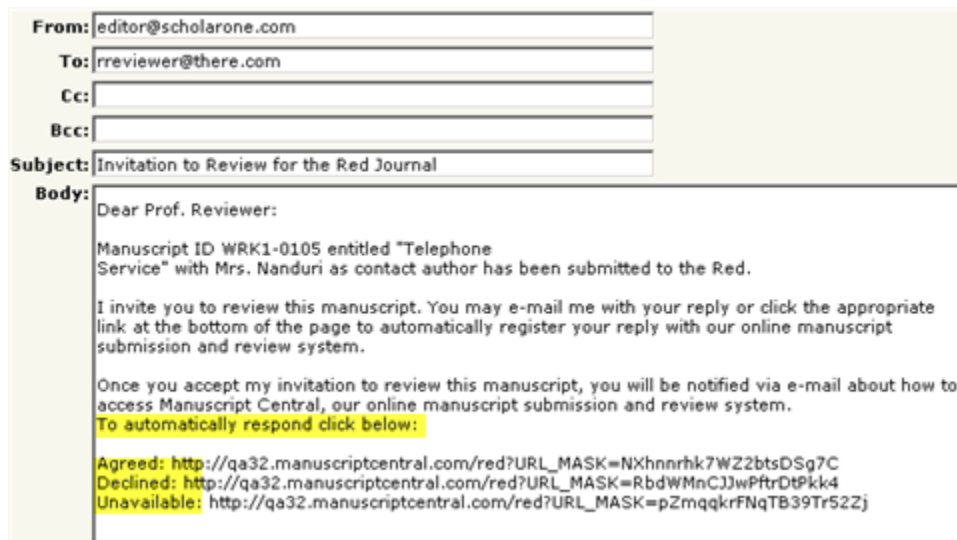 From: editor@scholarone.com
To: rreviewer@there.com
Cc:
Bcc:
Subject: Invitation to Review for the Red Journal
Body:
Dear Prof. Reviewer:
Manuscript ID WRK1-0105 entitled "Telephone
Service" with Mrs. Nanduri as contact author has been submitted to the Red.
I invite you to review this manuscript. You may e-mail me with your reply or click the appropriate
link at the bottom of the page to automatically register your reply with our online manuscript
submission and review system.
Once you accept my invitation to review this manuscript, you will be notified via e-mail about how to
access Manuscript Central, our online manuscript submission and review system.
To automatically respond click below:
Agreed: http://qa32.manuscriptcentral.com/red?URL_MASK=NXhnnrhk7WZ2btsDSg7C
Declined: http://qa32.manuscriptcentral.com/red?URL_MASK=RbdWMnCJJwPftrDtPkk4
Unavailable: http://qa32.manuscriptcentral.com/red?URL_MASK=pZmqqkrFNqTB39Tr52Zj